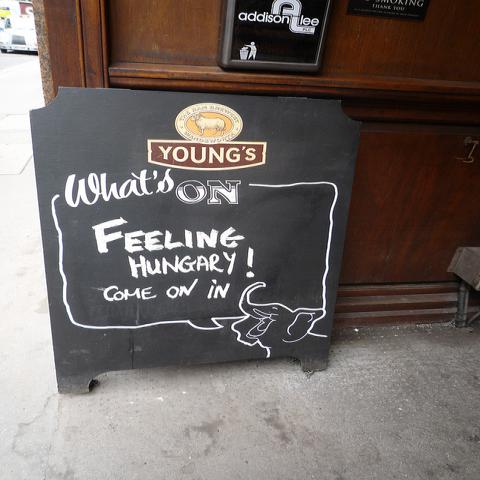 addison lee
PLC
SMOKING
THANK YOU
THE RAM BREWERY
WANDSWORTH
YOUNG'S
What's ON
FEELING
HUNGARY!
COME ON IN